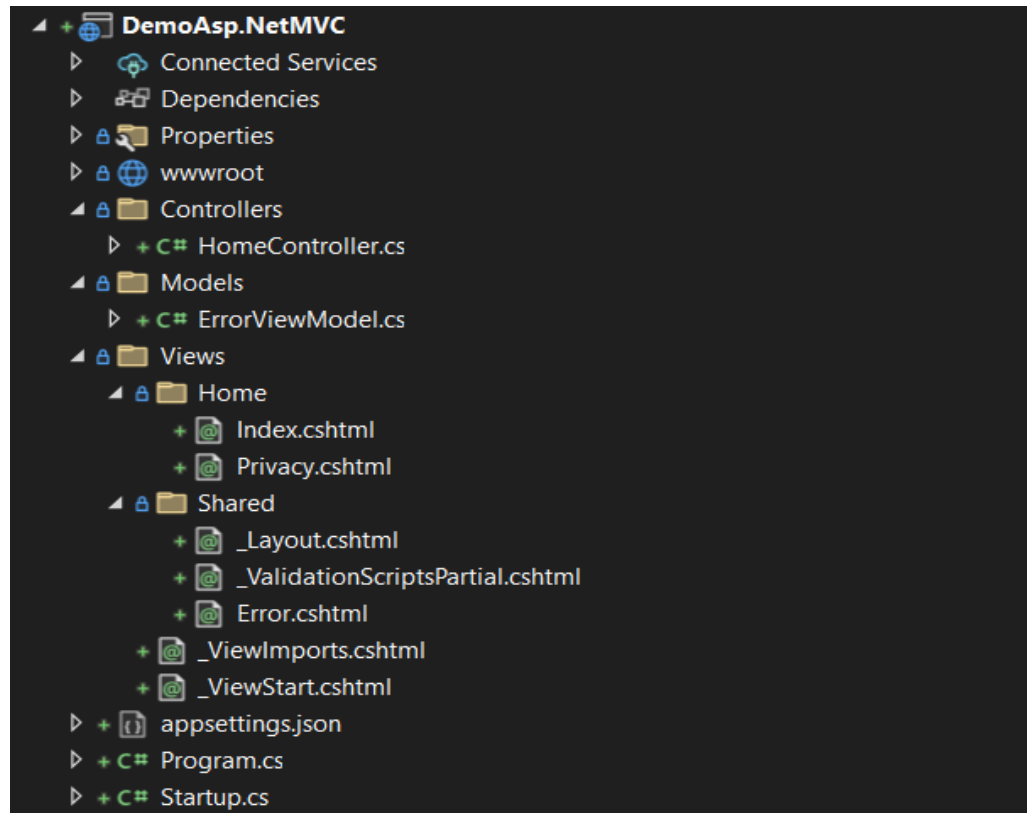 DemoAsp.NetMVC
Connected Services
Dependencies
Properties
wwwroot
Controllers
C# HomeController.cs
Models
C# ErrorViewModel.cs
Views
Home
Index.cshtml
Privacy.cshtml
Shared
_Layout.cshtml
_ValidationScriptsPartial.cshtml
Error.cshtml
_ViewImports.cshtml
_ViewStart.cshtml
appsettings.json
C# Program.cs
C# Startup.cs